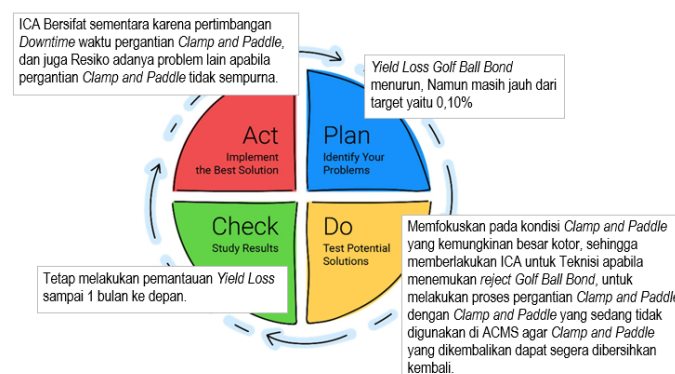 ICA Bersifat sementara karena pertimbangan
Downtime waktu pergantian Clamp and Paddle,
dan juga Resiko adanya problem lain apabila
pergantian Clamp and Paddle tidak sempurna.
Yield Loss Golf Ball Bond
menurun, Namun masih jauh dari
target yaitu 0,10%
Act
Implement
the Best Solution
Plan
Identify Your
Problems
Check
Study Results
Do
Test Potential
Solutions
Tetap melakukan pemantauan Yield Loss
sampai 1 bulan ke depan.
Memfokuskan pada kondisi Clamp and Paddle
yang kemungkinan besar kotor, sehingga
memberlakukan ICA untuk Teknisi apabila
menemukan reject Golf Ball Bond, untuk
melakukan proses pergantian Clamp and Paddle
dengan Clamp and Paddle yang sedang tidak
digunakan di ACMS agar Clamp and Paddle
yang dikembalikan dapat segera dibersihkan
kembali.